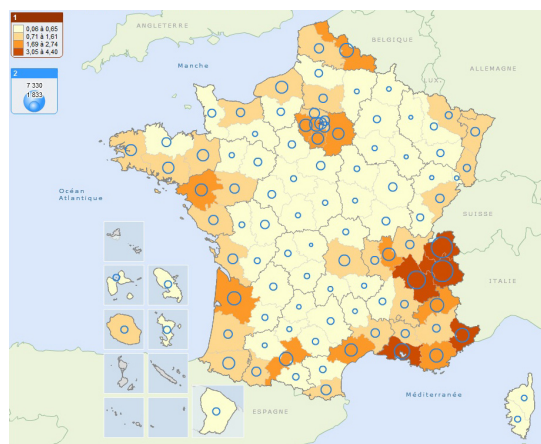 1
ANGLETERRE
0,06 à 0,65
0,71 à 1,61
1,69 à 2,74
3,05 à 4,40
BELGIQUE
Manche
ALLEMAGNE
2
LUX.
7 330
1 833
Océan
Atlantique
SUISSE
ITALIE
Méditerranée
ESPAGNE